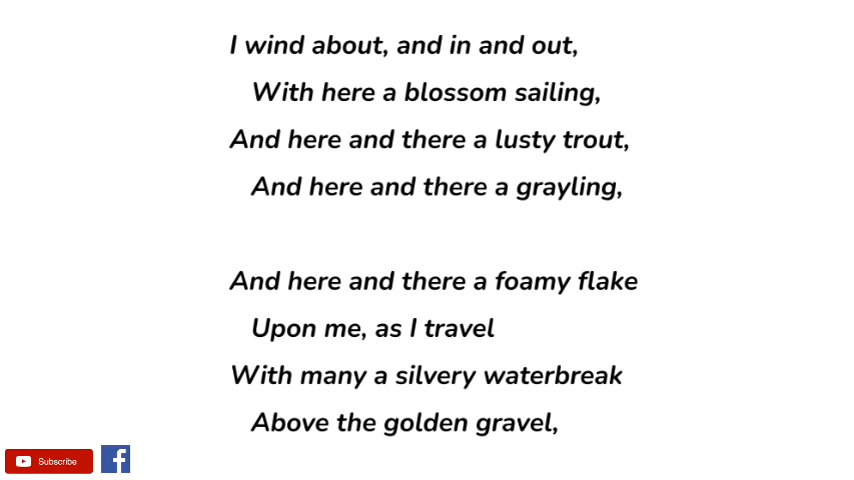 I wind about, and in and out,
With here a blossom sailing,
And here and there a lusty trout,
And here and there a grayling,
And here and there a foamy flake
Upon me, as I travel
With many a silvery waterbreak
Above the golden gravel,
Subscribe
f